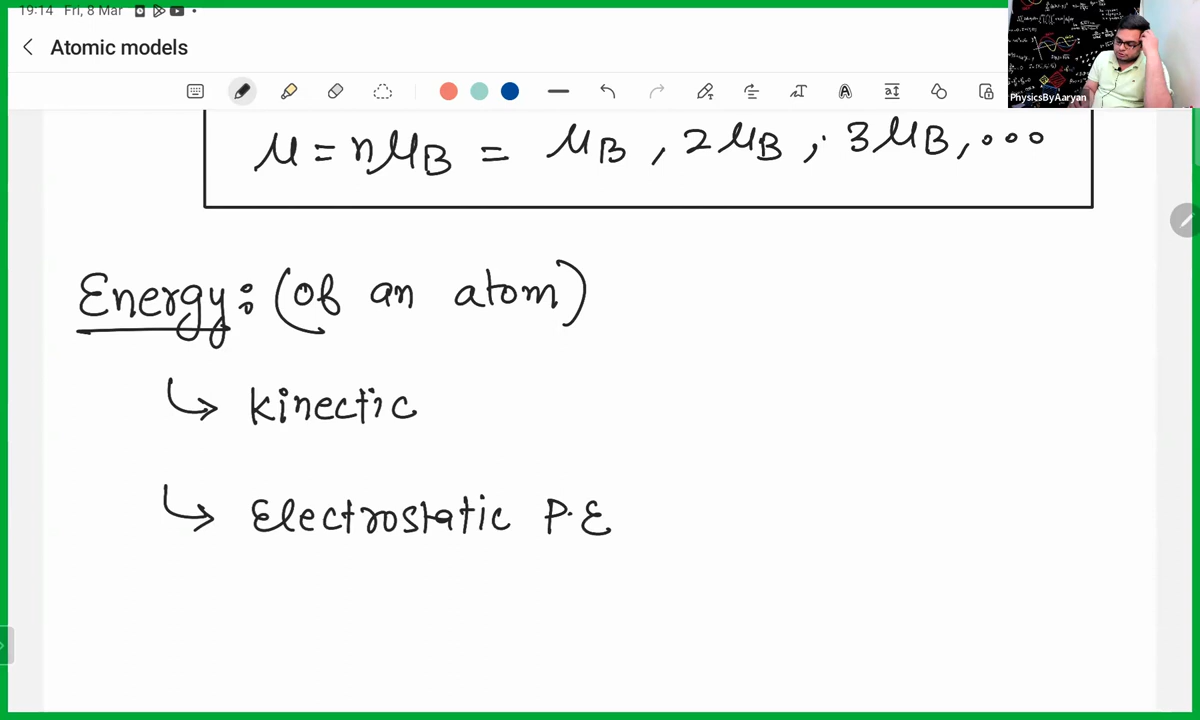 19:14 Fri, 8 Mar
Atomic models
PhysicsByAaryan
μ = nμB = μB , 2μB , 3μB, ...
Energy: (of an atom)
↳ kinectic
↳ Electrostatic P.E